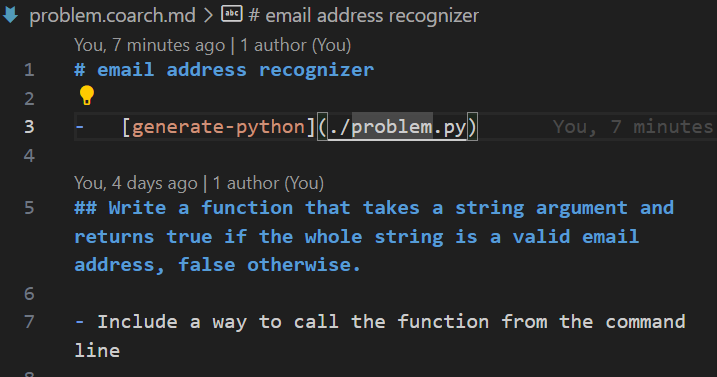 problem.coarch.md > abc # email address recognizer
You, 7 minutes ago | 1 author (You)
1 # email address recognizer
2
3 - [generate-python](./problem.py) You, 7 minutes
4
You, 4 days ago | 1 author (You)
5 ## Write a function that takes a string argument and
returns true if the whole string is a valid email
address, false otherwise.
6
7 - Include a way to call the function from the command
line